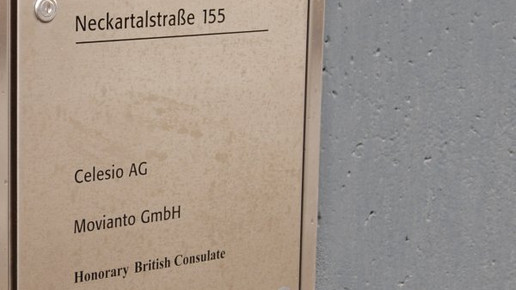 Neckartalstraße 155
Celesio AG
Movianto GmbH
Honorary British Consulate